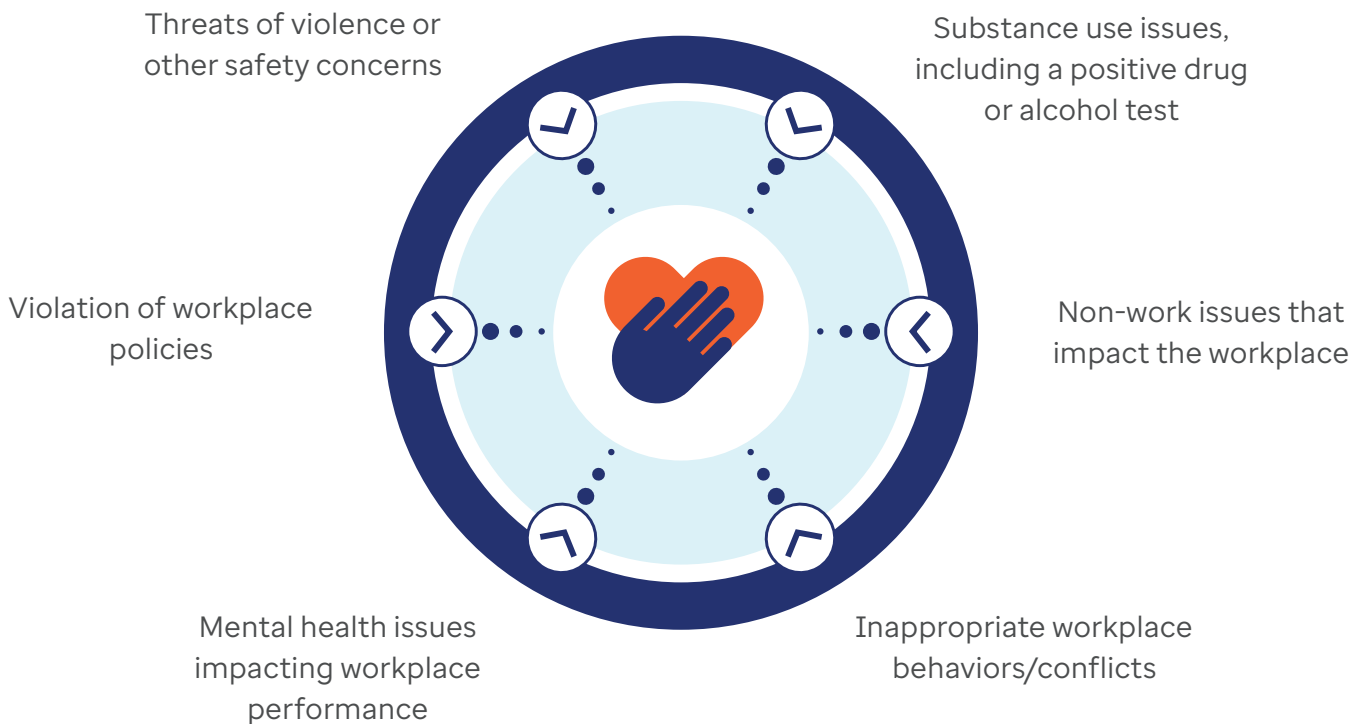 Threats of violence or
other safety concerns
Substance use issues,
including a positive drug
or alcohol test
Violation of workplace
policies
Non-work issues that
impact the workplace
Mental health issues
impacting workplace
performance
Inappropriate workplace
behaviors/conflicts